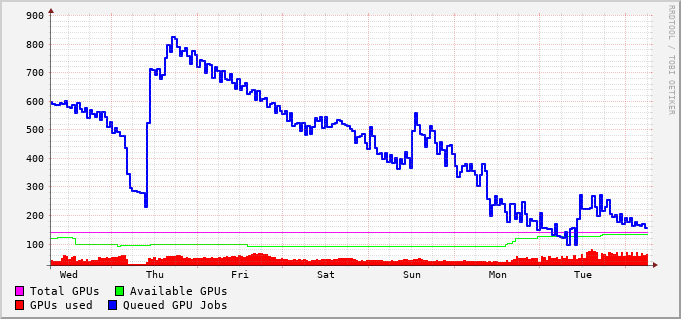 900
800
700
600
500
400
300
200
100
Wed Thu Fri Sat Sun Mon Tue
Total GPUs Available GPUs
GPUs used Queued GPU Jobs
RRDTOOL / TOBI OETIKER